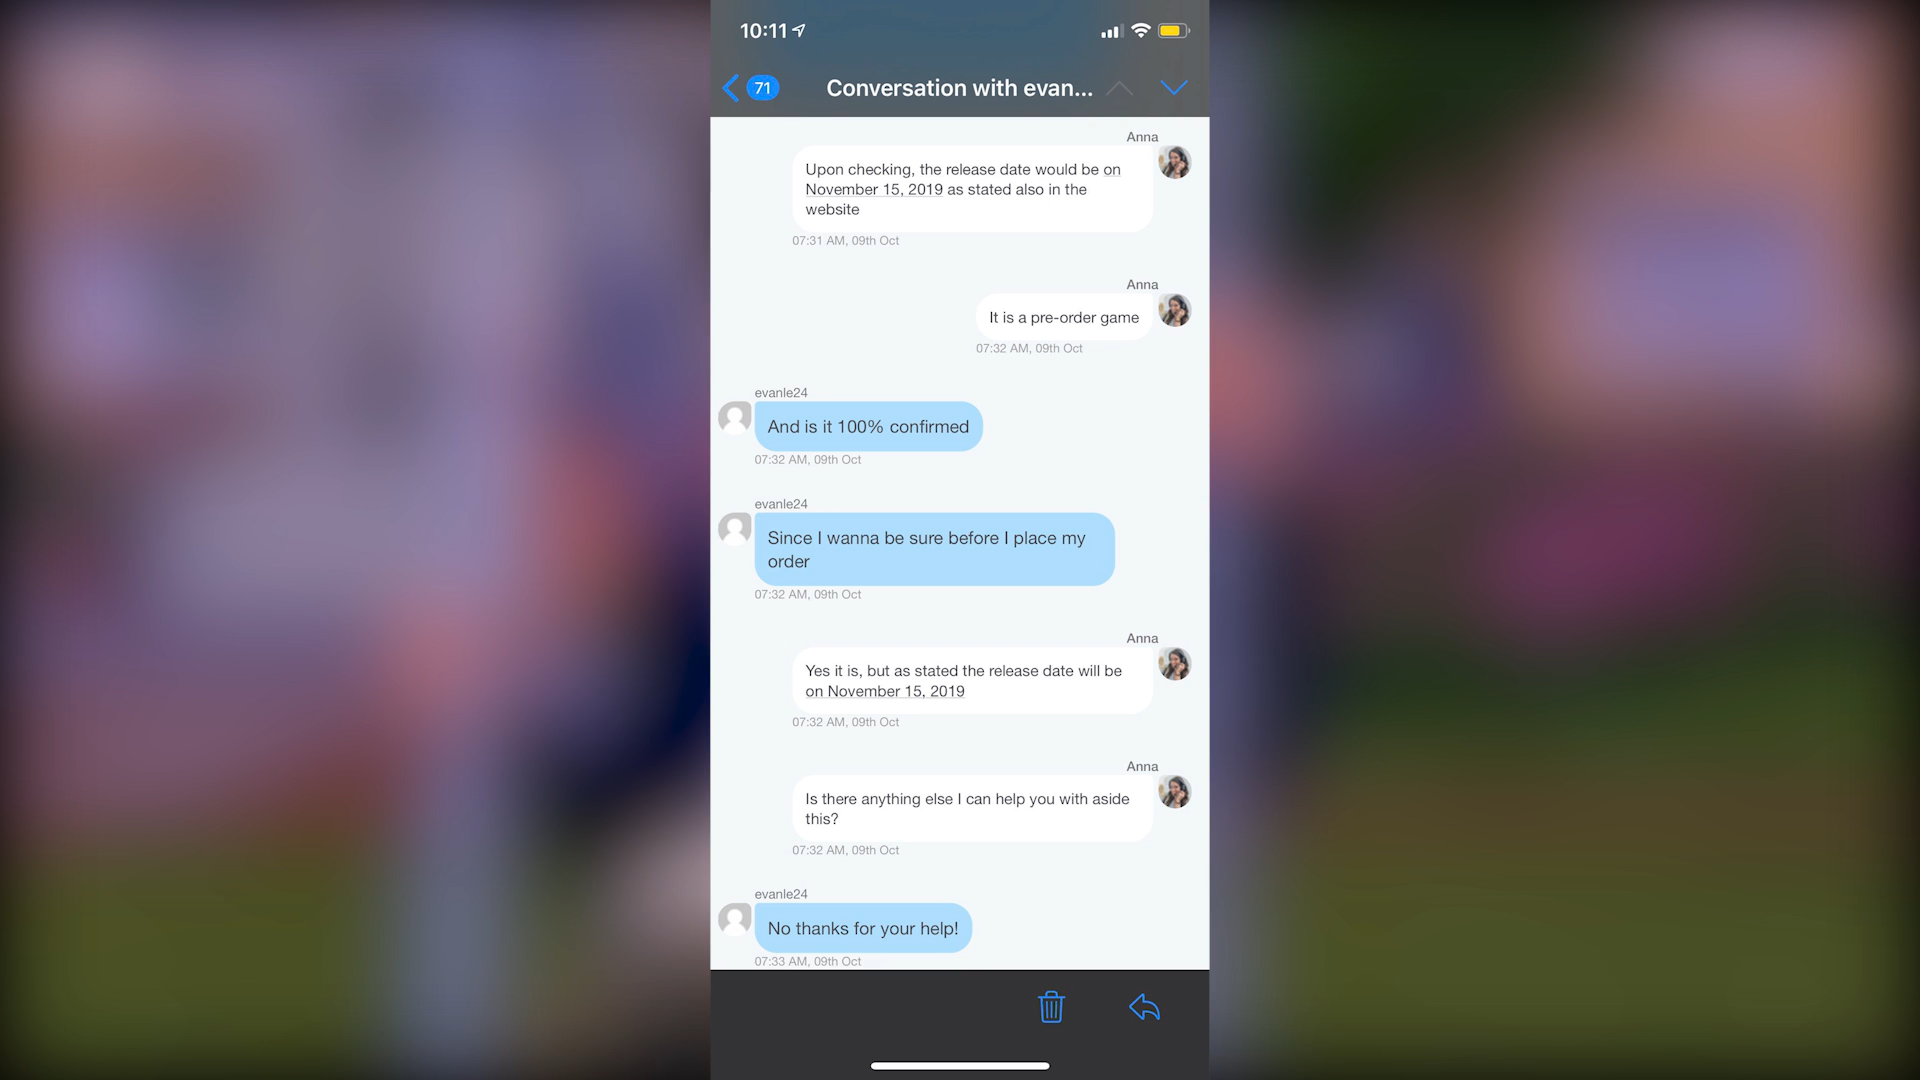 10:11
71
Conversation with evan...
Anna
Upon checking, the release date would be on
November 15, 2019 as stated also in the
website
07:31 AM, 09th Oct
Anna
It is a pre-order game
07:32 AM, 09th Oct
evanle24
And is it 100% confirmed
07:32 AM, 09th Oct
evanle24
Since I wanna be sure before I place my
order
07:32 AM, 09th Oct
Anna
Yes it is, but as stated the release date will be
on November 15, 2019
07:32 AM, 09th Oct
Anna
Is there anything else I can help you with aside
this?
07:32 AM, 09th Oct
evanle24
No thanks for your help!
07:33 AM, 09th Oct